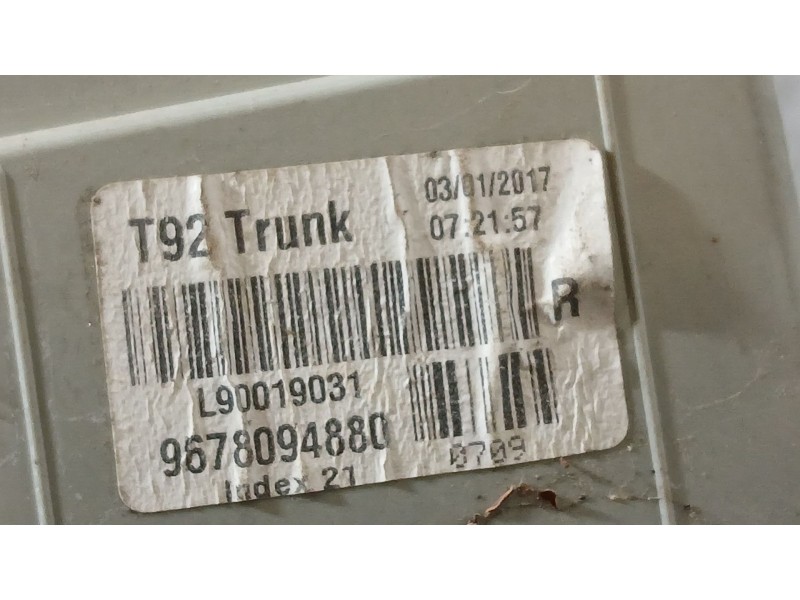 T92 Trunk
03/01/2017
07:21:57
R
L90019031
9678094880
0709
Index 21